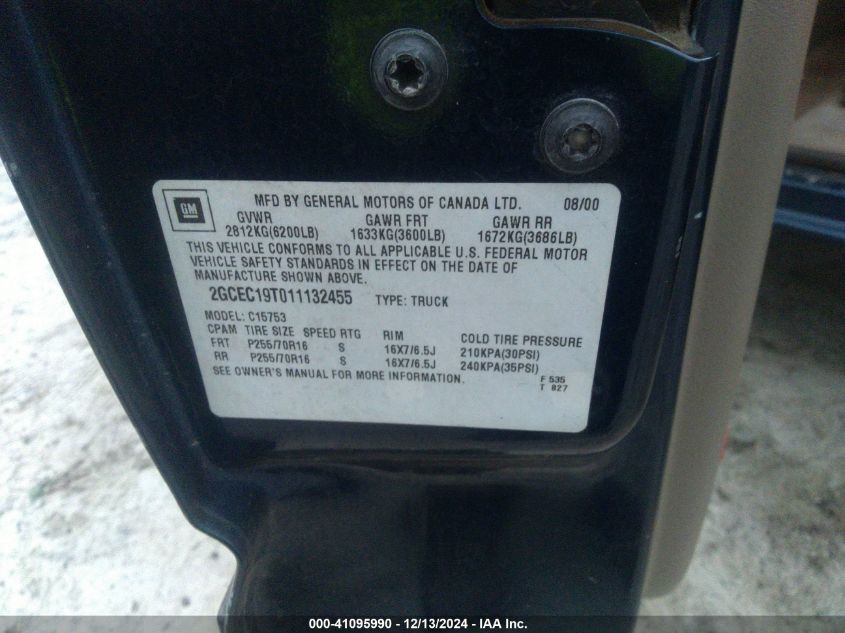 GM
MFD BY GENERAL MOTORS OF CANADA LTD. 08/00
GVWR GAWR FRT GAWR RR
2812KG(6200LB) 1633KG(3600LB) 1672KG(3686LB)
THIS VEHICLE CONFORMS TO ALL APPLICABLE U.S. FEDERAL MOTOR
VEHICLE SAFETY STANDARDS IN EFFECT ON THE DATE OF
MANUFACTURE SHOWN ABOVE.
2GCEC19T011132455 TYPE: TRUCK
MODEL: C15753
CPAM TIRE SIZE SPEED RTG RIM COLD TIRE PRESSURE
FRT P255/70R16 S 16X7/6.5J 210KPA(30PSI)
RR P255/70R16 S 16X7/6.5J 240KPA(35PSI)
SEE OWNER'S MANUAL FOR MORE INFORMATION.
F 535
T 827
000-41095990 - 12/13/2024 - IAA Inc.